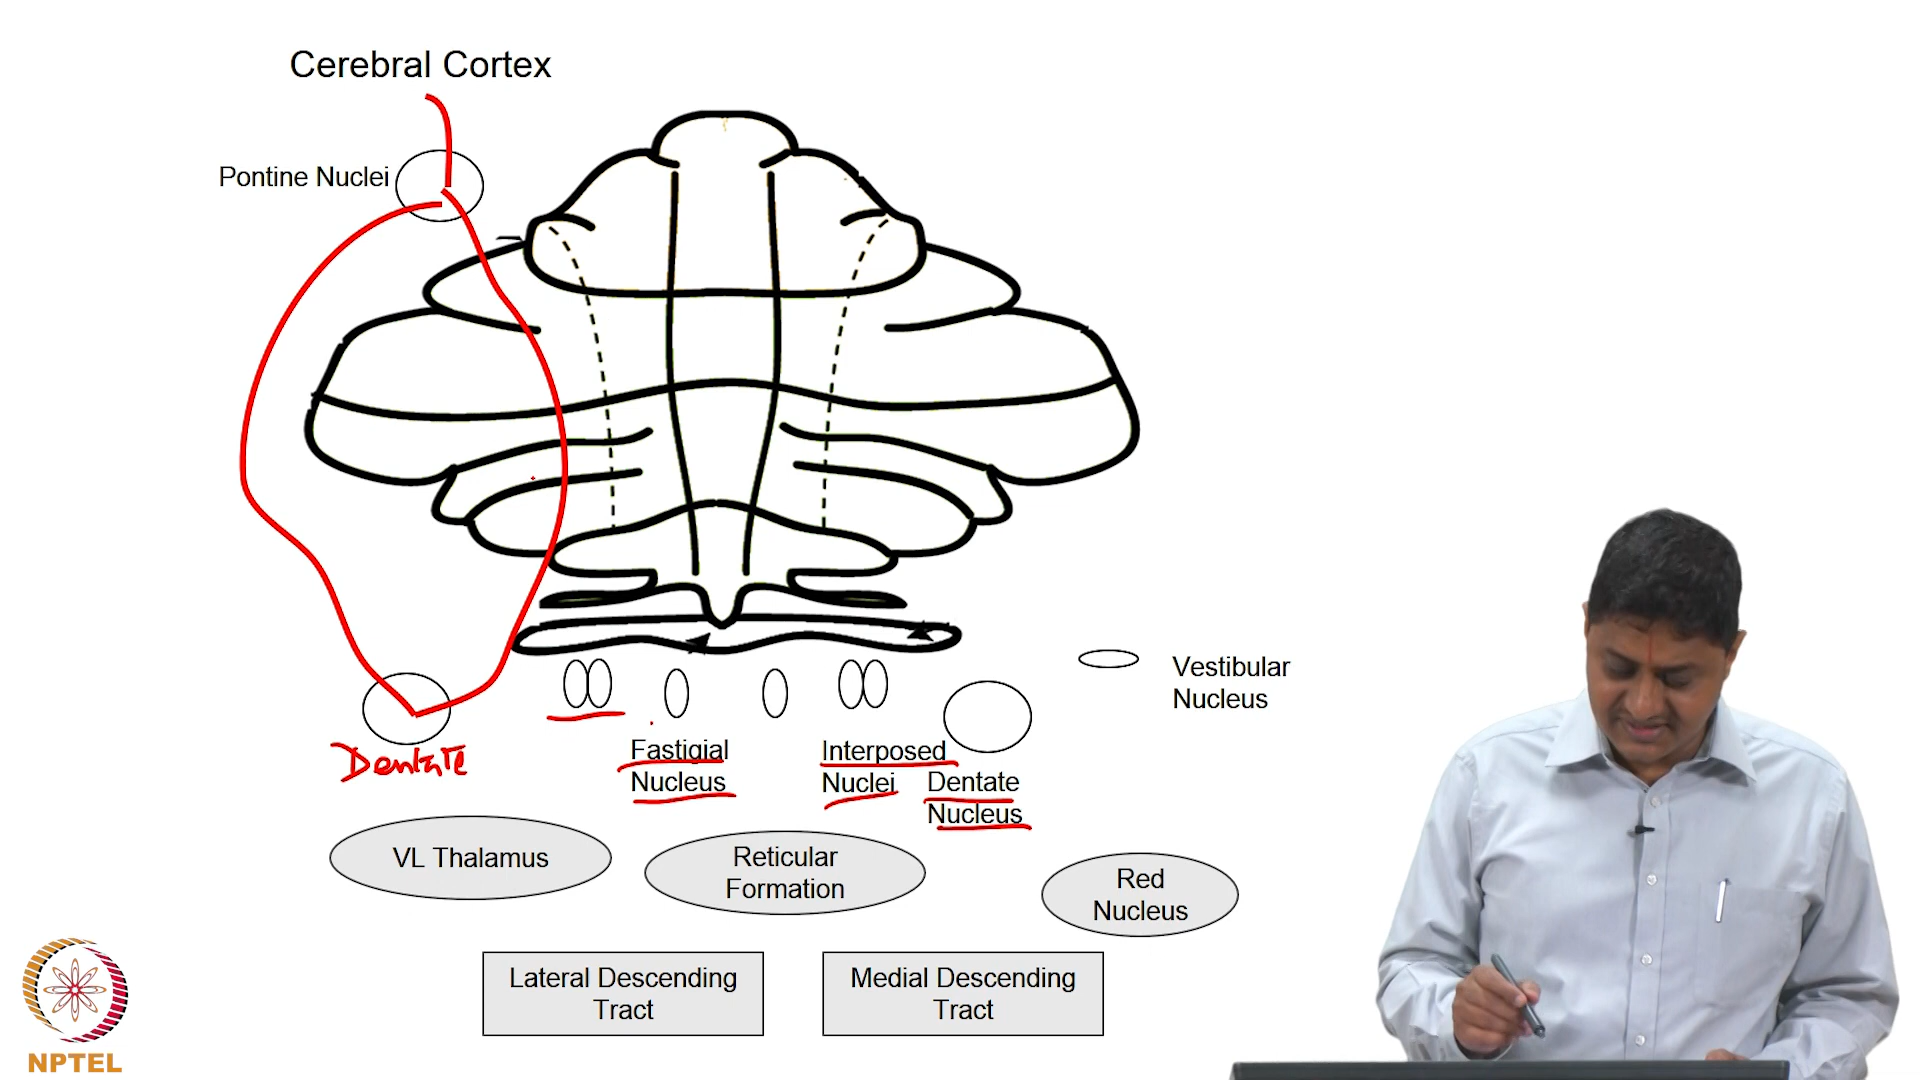 Cerebral Cortex
Pontine Nuclei
Vestibular
Nucleus
Fastigial
Nucleus
Interposed
Nuclei
Dentate
Nucleus
Dentate
VL Thalamus
Reticular
Formation
Red
Nucleus
Lateral Descending
Tract
Medial Descending
Tract
NPTEL